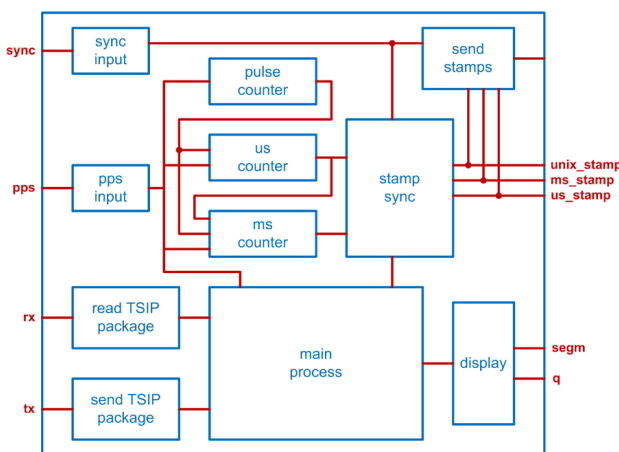 sync
sync
input
send
stamps
pulse
counter
us
counter
pps
pps
input
stamp
sync
unix_stamp
ms_stamp
us_stamp
ms
counter
rx
read TSIP
package
main
process
display
segm
q
tx
send TSIP
package